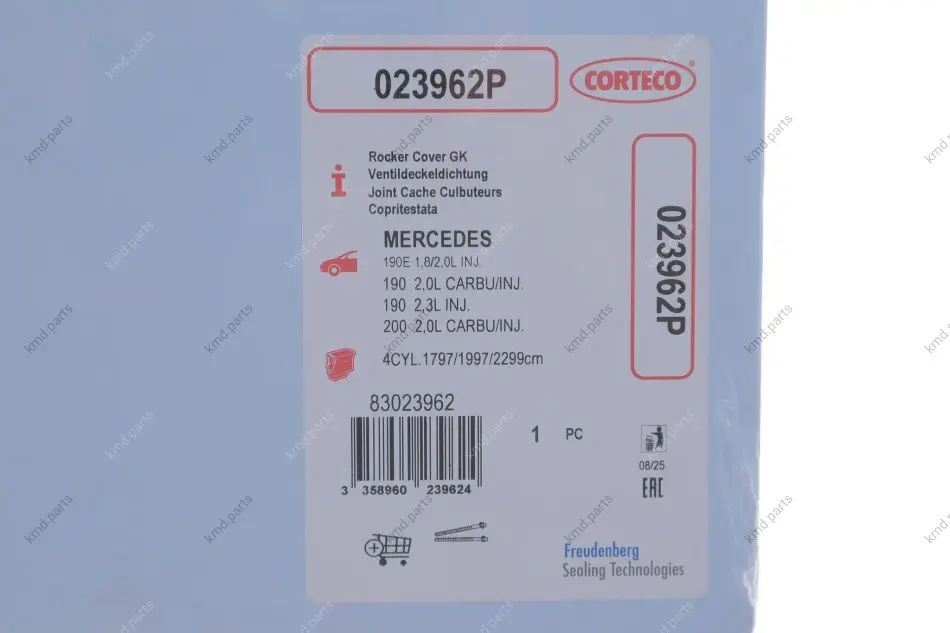 023962P
CORTECO®
Rocker Cover GK
Ventildeckeldichtung
Joint Cache Culbuteurs
Copritestata
023962P
MERCEDES
190E 1,8/2,0L INJ.
190 2,0L CARBU/INJ.
190 2,3L INJ.
200 2,0L CARBU/INJ.
4CYL.1797/1997/2299cm
83023962
3 358960 239624
1 PC
08/25
EAC
Freudenberg
Sealing Technologies
kmd.parts